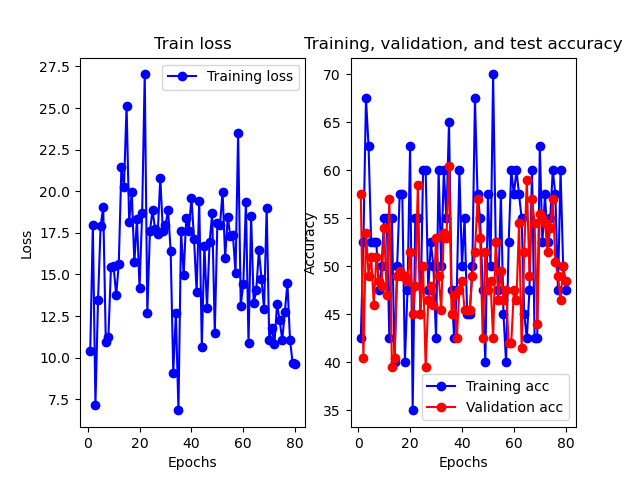 Train loss
Training loss
27.5
25.0
22.5
20.0
17.5
15.0
12.5
10.0
7.5
Loss
0 20 40 60 80
Epochs
Training, validation, and test accuracy
70
65
60
55
50
45
40
35
Accuracy
Training acc
Validation acc
0 20 40 60 80
Epochs